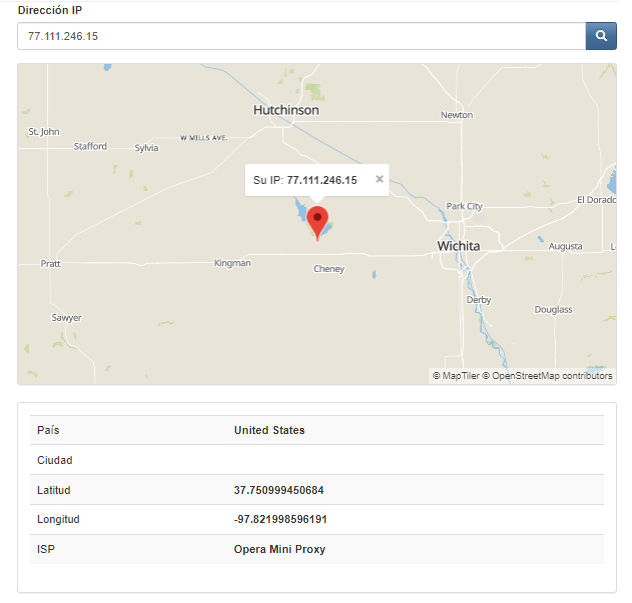 Dirección IP
77.111.246.15
Hutchinson
Newton
St. John
W MILLS AVE.
Stafford
Sylvia
Su IP: 77.111.246.15 ×
El Dorado
Park City
Wichita
Augusta
L
Pratt
Kingman
Cheney
Derby
Douglass
Sawyer
© MapTiler © OpenStreetMap contributors
País United States
Ciudad
Latitud 37.750999450684
Longitud -97.821998596191
ISP Opera Mini Proxy